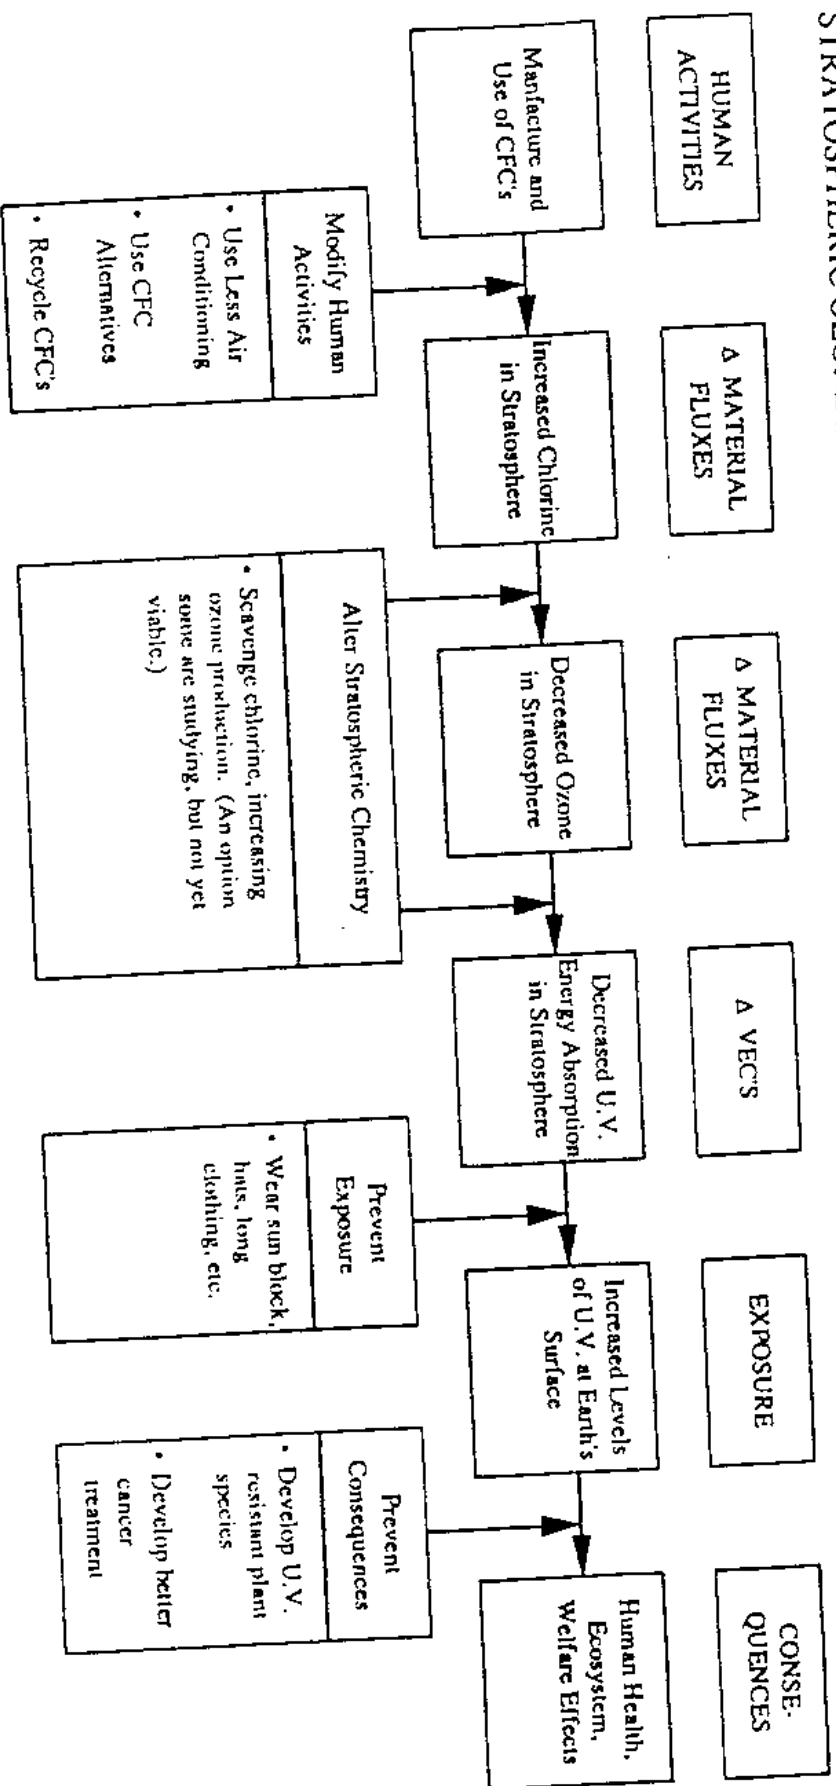 STRATOSPHERIC
HUMAN
ACTIVITIES
Δ MATERIAL
FLUXES
Δ MATERIAL
FLUXES
Δ VEC'S
EXPOSURE
CONSE-
QUENCES
Manfacture and
Use of CFC's
Increased Chlorine
in Stratosphere
Decreased Ozone
in Stratosphere
Decreased U.V.
Energy Absorption
in Stratosphere
Increased Levels
of U.V. at Earth's
Surface
Human Health,
Ecosystem,
Welfare Effects
Modify Human
Activities
• Use Less Air
Conditioning
• Use CFC
Alternatives
• Recycle CFC's
Alter Stratospheric Chemistry
• Scavenge chlorine, increasing
ozone production. (An option
some are studying, but not yet
viable.)
Prevent
Exposure
• Wear sun block,
hats, long
clothing, etc.
Prevent
Consequences
• Develop U.V.
resistant plant
species
• Develop better
cancer
treatment